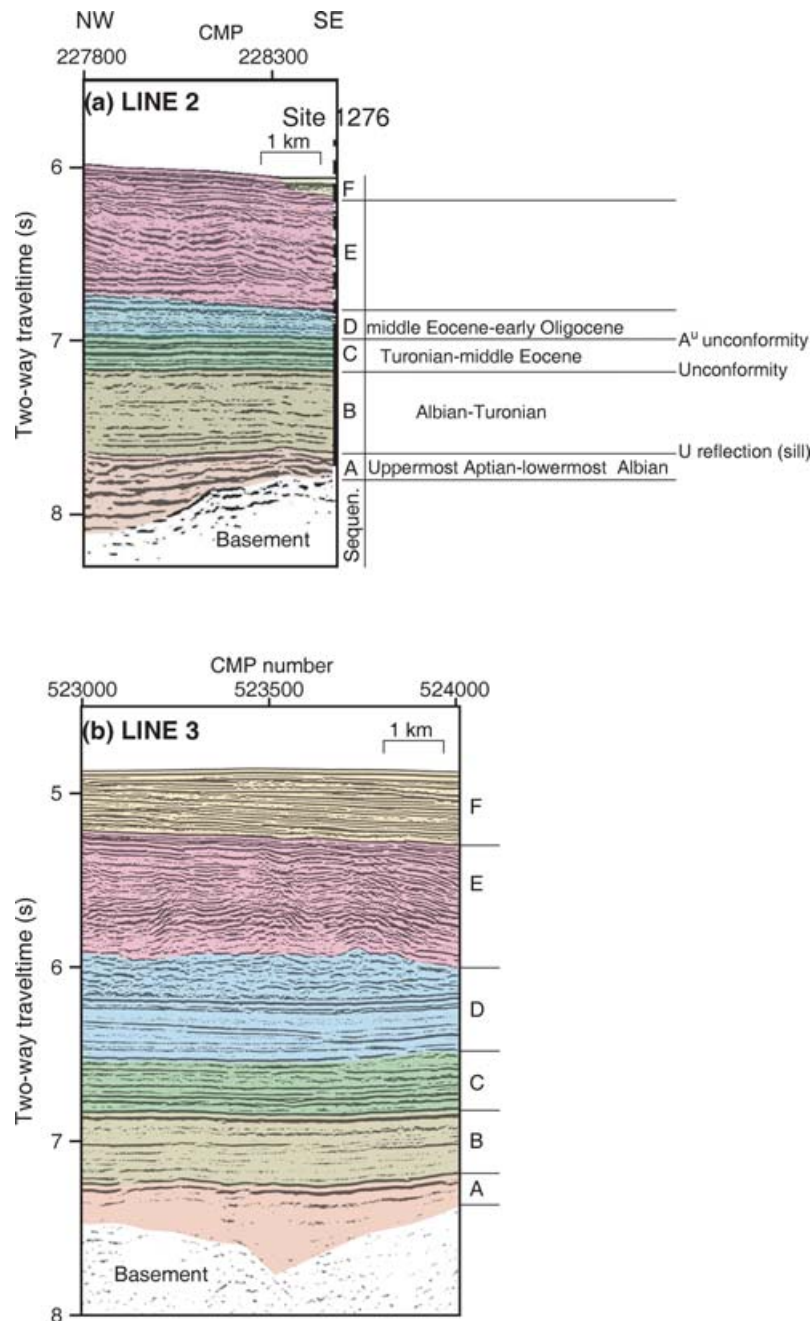 NW SE
CMP
227800 228300
(a) LINE 2
Site 1276
1 km
6
F
E
D middle Eocene-early Oligocene
Aᵁ unconformity
7
C Turonian-middle Eocene
Unconformity
B Albian-Turonian
U reflection (sill)
A Uppermost Aptian-lowermost Albian
8
Basement
Sequen.
Two-way traveltime (s)
CMP number
523000 523500 524000
(b) LINE 3
1 km
5
F
E
6
D
C
7
B
A
Basement
8
Two-way traveltime (s)